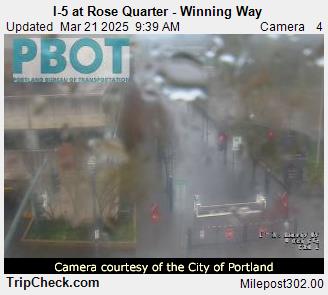 I-5 at Rose Quarter - Winning Way
Updated  Mar 21 2025  9:39 AM  Camera  4
PBOT
PORTLAND BUREAU OF TRANSPORTATION
Camera courtesy of the City of Portland
TripCheck.com  Milepost302.00